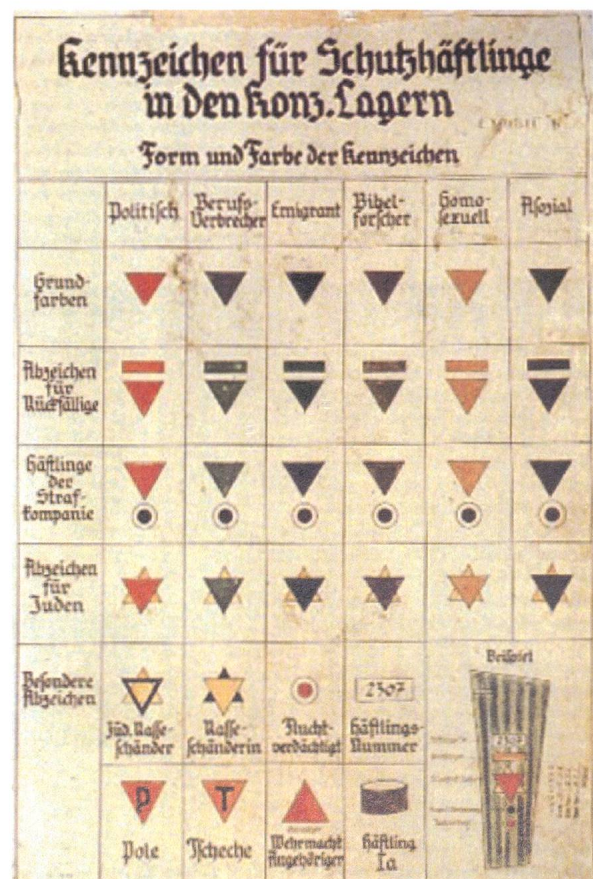 Kennzeichen für Schutzhäftlinge
in den Konz.Lagern
Form und Farbe der Kennzeichen
Politisch
Berufs-
Verbrecher
Emigrant
Bibel-
forscher
Homo-
sexuell
Asozial
Grund-
farben
Abzeichen
für
Rückfällige
Häftlinge
der
Straf-
kompanie
Abzeichen
für
Juden
Besondere
Abzeichen
Jüd. Rasse-
schänder
Rasse-
schänderin
Flucht-
verdächtigt
2307
Häftlings-
Nummer
Beispiel
2307
P
Pole
T
Tscheche
Wehrmacht
Angehöriger
Häftling
Ia